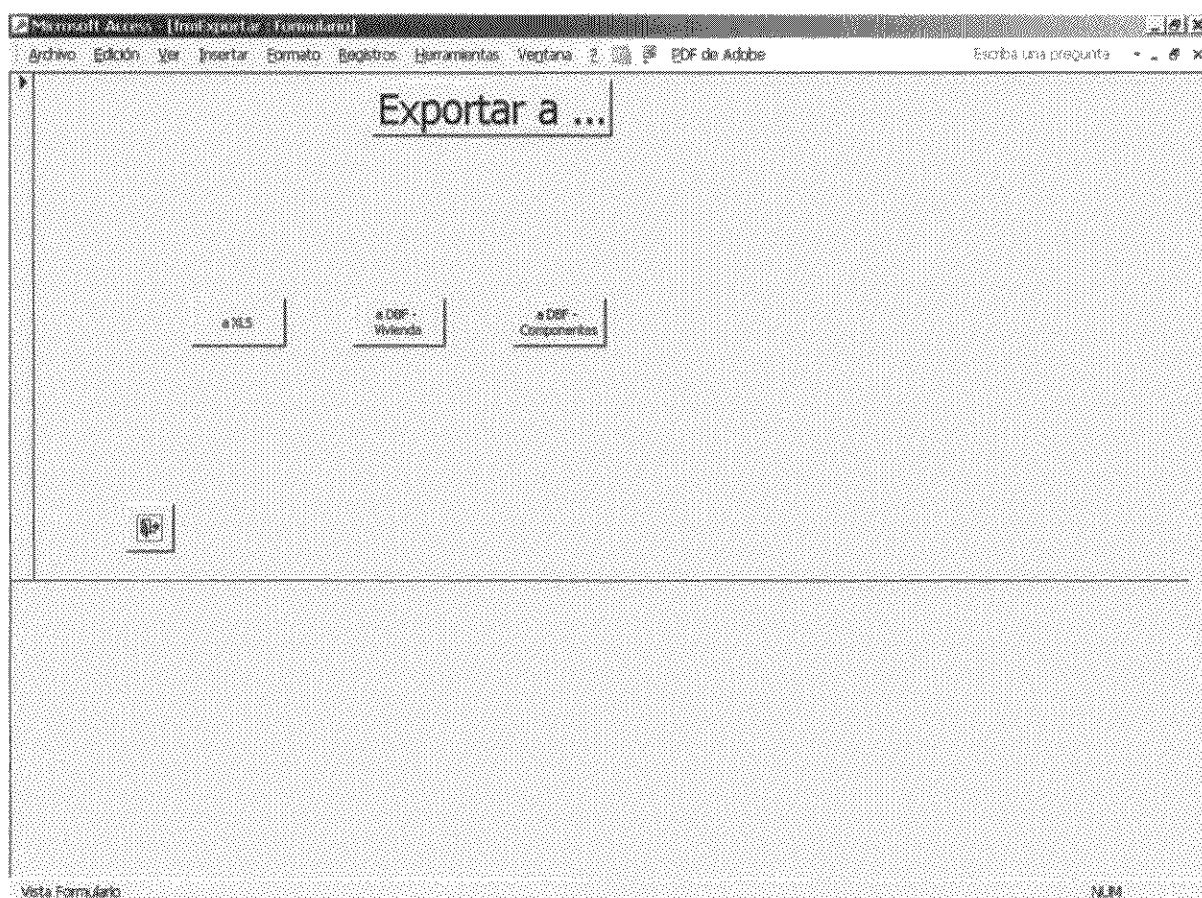 Microsoft Access - [frmExportar - Formulario]
Archivo Edición Ver Insertar Formato Registros Herramientas Ventana ? PDF de Adobe Escriba una pregunta
Exportar a ...
a XLS
a DBF -
Vivienda
a DBF -
Componentes
Vista Formulario NUM